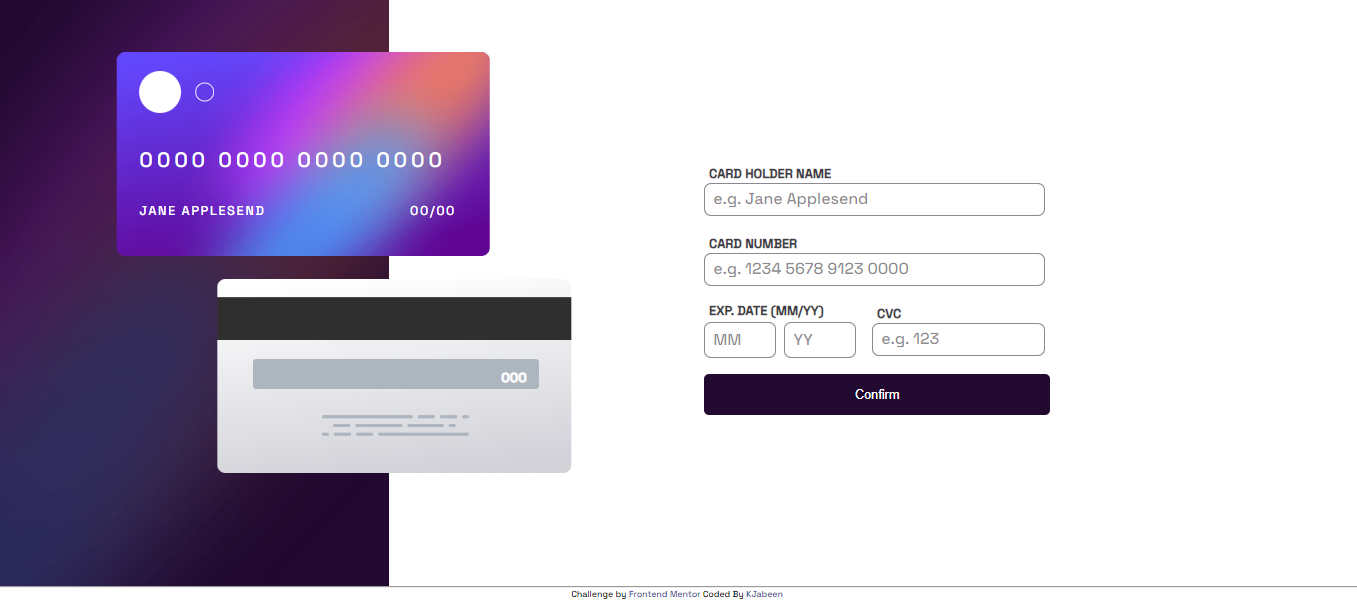 0000 0000 0000 0000
JANE APPLESEND 00/00
000
CARD HOLDER NAME
e.g. Jane Applesend
CARD NUMBER
e.g. 1234 5678 9123 0000
EXP. DATE (MM/YY) CVC
MM YY e.g. 123
Confirm
Challenge by Frontend Mentor Coded By KJabeen